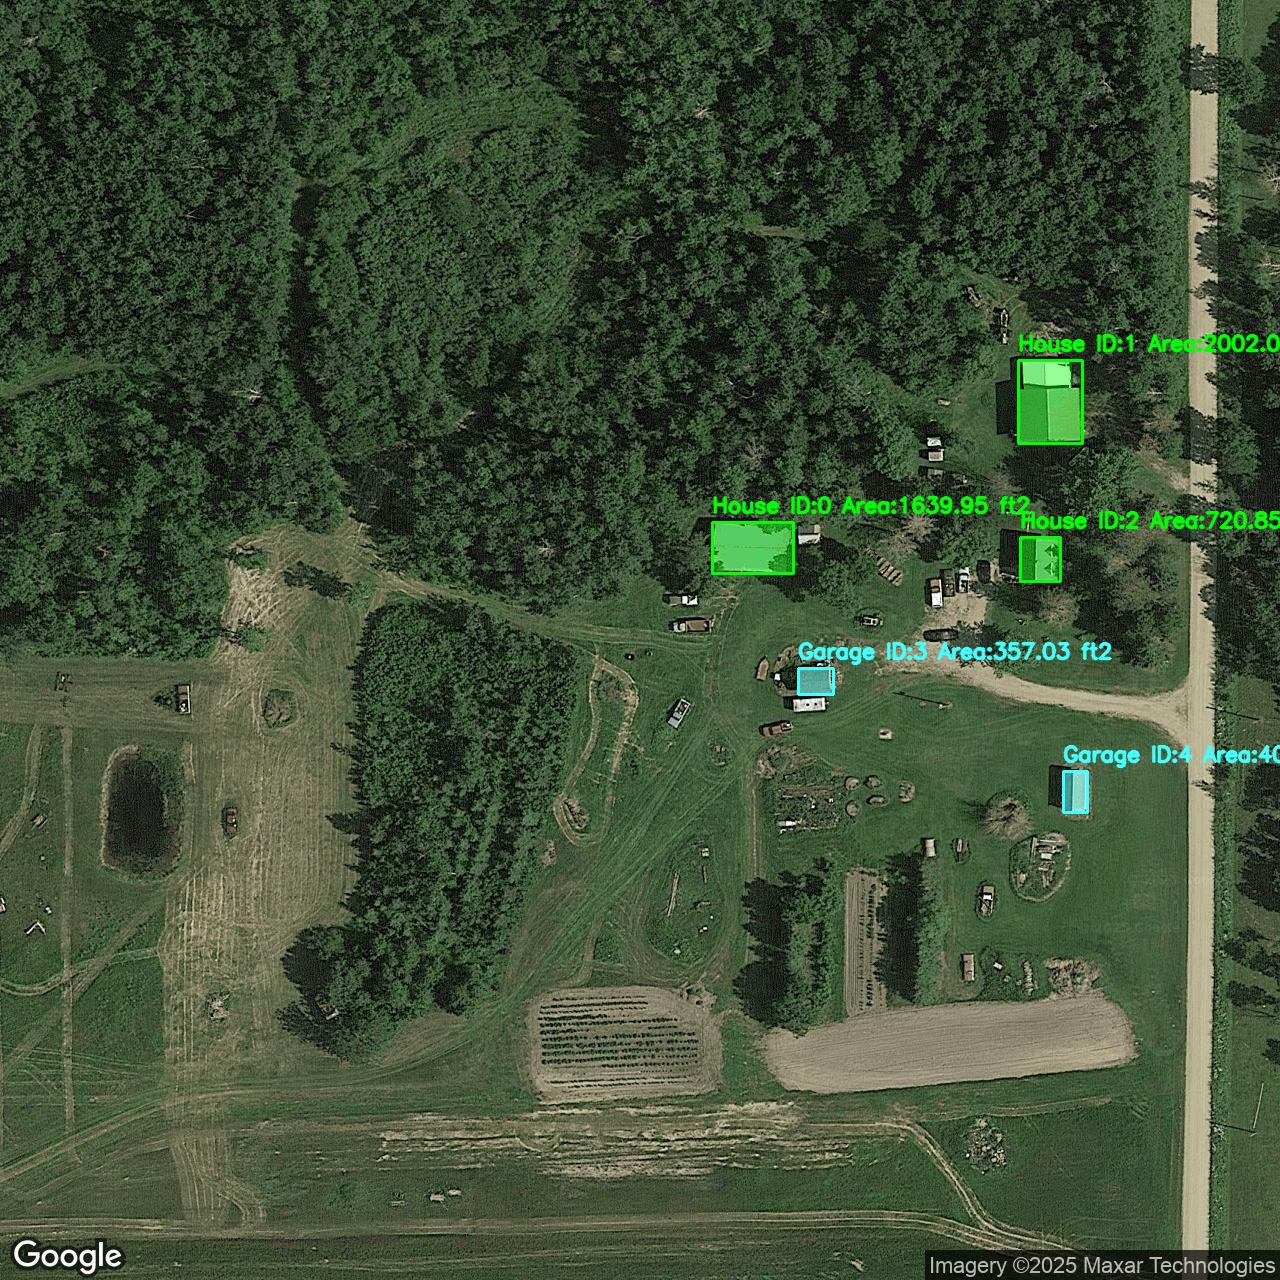 House ID:1 Area:2002.0
House ID:0 Area:1639.95 ft2
House ID:2 Area:720.85
Garage ID:3 Area:357.03 ft2
Garage ID:4 Area:40
Google
Imagery ©2025 Maxar Technologies